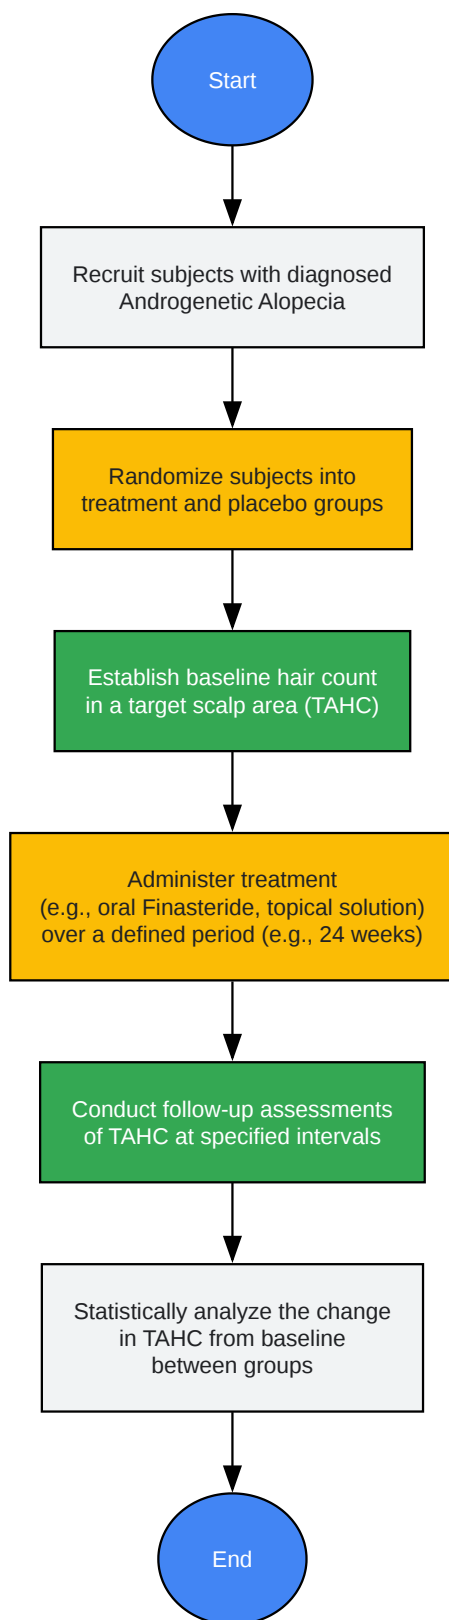 Start
Recruit subjects with diagnosed
Androgenetic Alopecia
Randomize subjects into
treatment and placebo groups
Establish baseline hair count
in a target scalp area (TAHC)
Administer treatment
(e.g., oral Finasteride, topical solution)
over a defined period (e.g., 24 weeks)
Conduct follow-up assessments
of TAHC at specified intervals
Statistically analyze the change
in TAHC from baseline
between groups
End